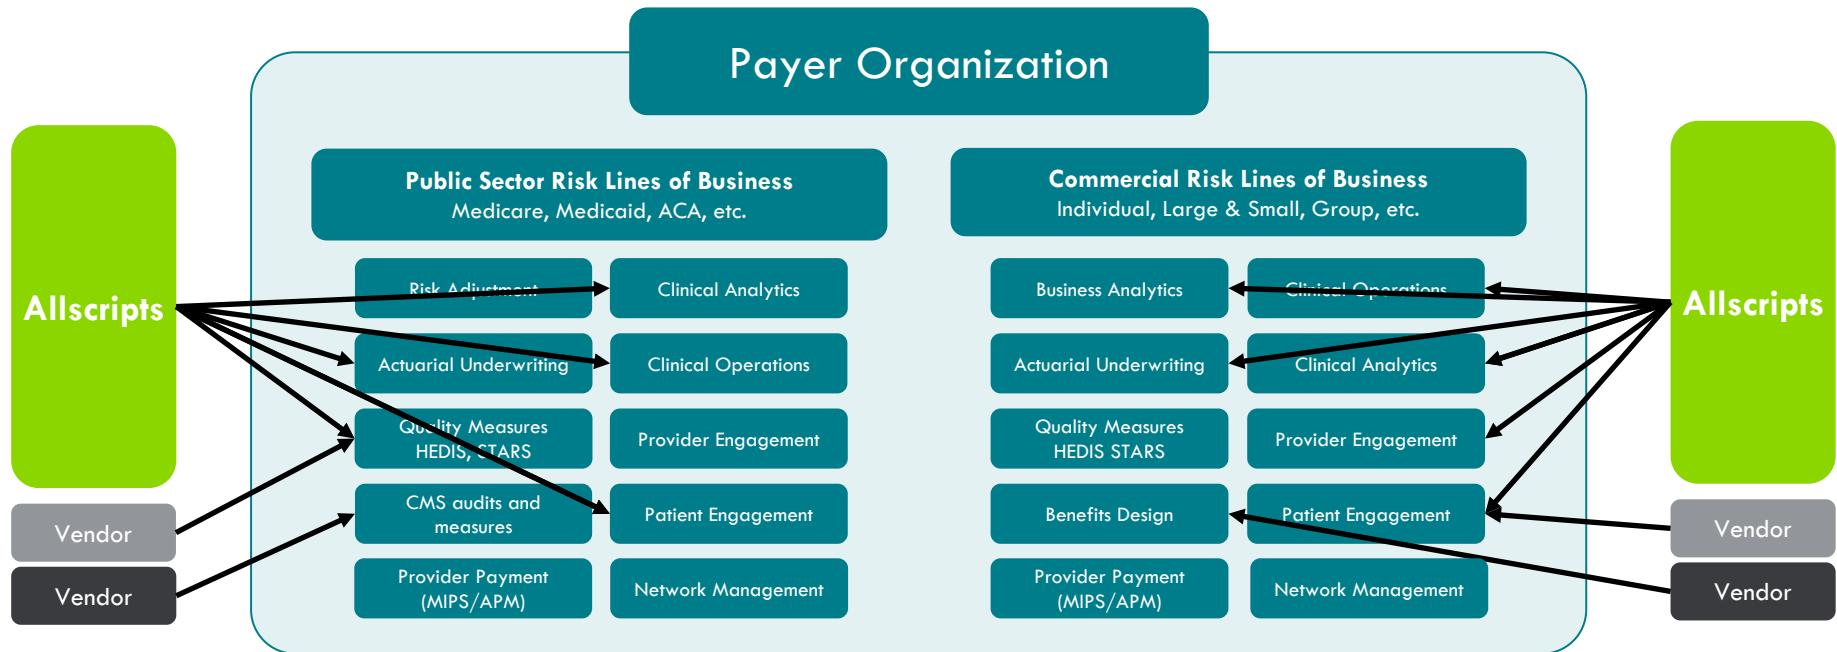 Payer Organization
Allscripts
Vendor
Vendor
Public Sector Risk Lines of Business
Medicare, Medicaid, ACA, etc.
Risk Adjustment
Clinical Analytics
Actuarial Underwriting
Clinical Operations
Quality Measures
HEDIS, STARS
Provider Engagement
CMS audits and
measures
Patient Engagement
Provider Payment
(MIPS/APM)
Network Management
Commercial Risk Lines of Business
Individual, Large & Small, Group, etc.
Business Analytics
Clinical Operations
Actuarial Underwriting
Clinical Analytics
Quality Measures
HEDIS STARS
Provider Engagement
Benefits Design
Patient Engagement
Provider Payment
(MIPS/APM)
Network Management
Allscripts
Vendor
Vendor